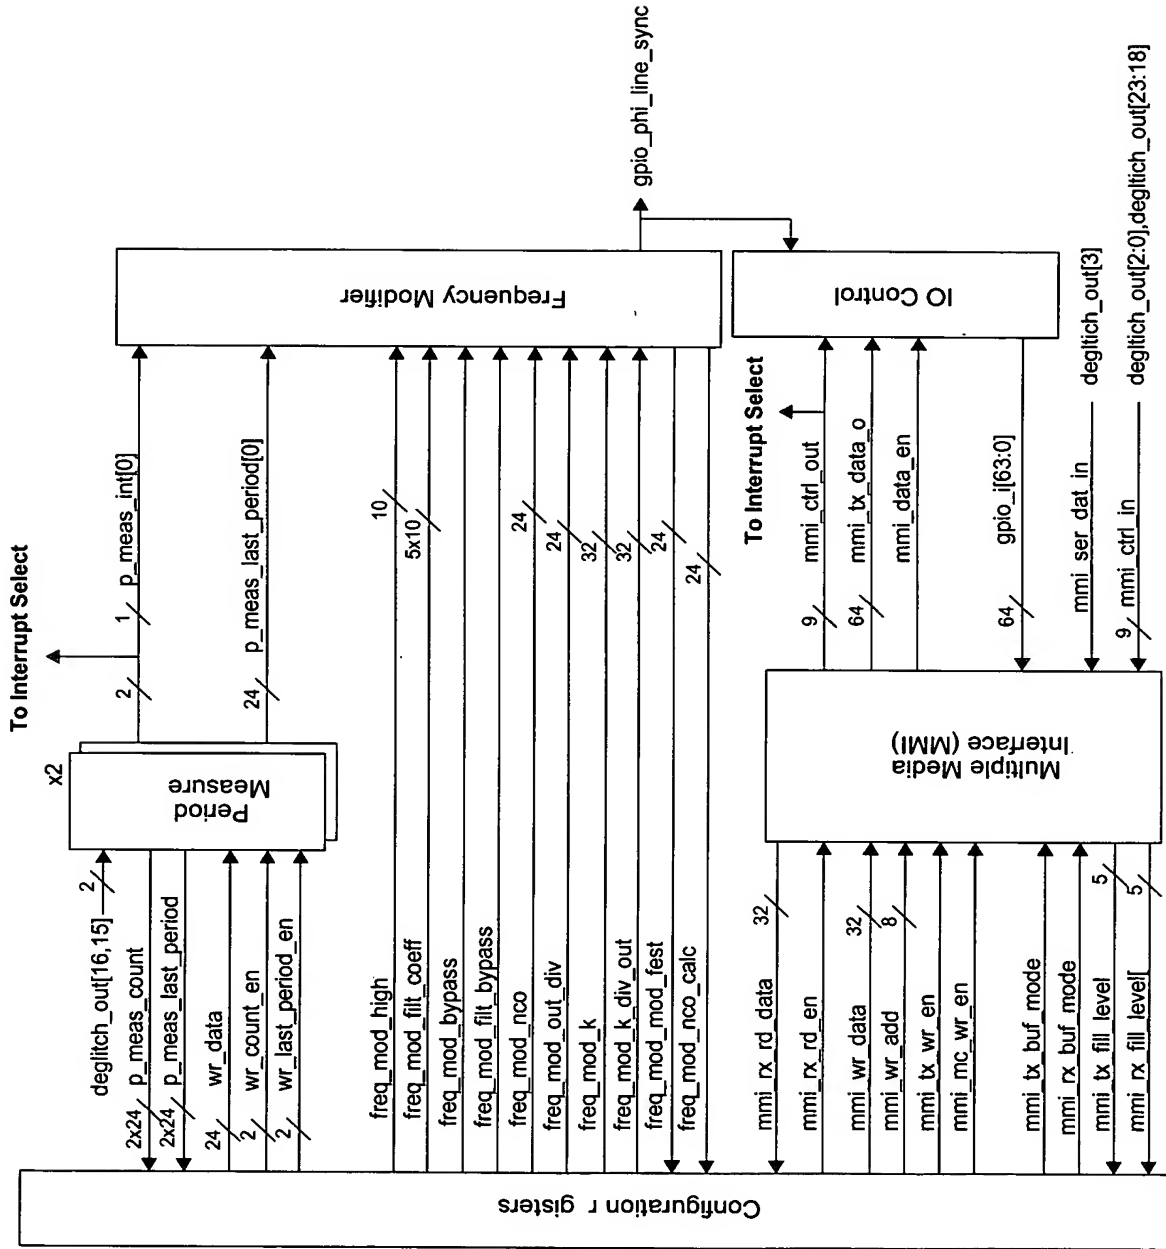 To Interrupt Select
x2
Period
Measure
deglitch_out[16,15]
2
2x24
p_meas_count
2x24
p_meas_last_period
24
wr_data
2
wr_count_en
2
wr_last_period_en
2
1
p_meas_int[0]
24
p_meas_last_period[0]
Frequency Modifier
gpio_phi_line_sync
freq_mod_high
10
freq_mod_filt_coeff
5x10
freq_mod_bypass
freq_mod_filt_bypass
freq_mod_nco
24
freq_mod_out_div
24
freq_mod_k
32
freq_mod_k_div_out
32
freq_mod_mod_fest
24
freq_mod_nco_calc
24
Configuration r gisters
mmi_rx_rd_data
32
mmi_rx_rd_en
mmi_wr_data
32
mmi_wr_add
8
mmi_tx_wr_en
mmi_mc_wr_en
mmi_tx_buf_mode
mmi_rx_buf_mode
mmi_tx_fill_level
5
mmi_rx_fill_level[
5
Multiple Media
Interface (MMI)
To Interrupt Select
9
mmi_ctrl_out
64
mmi_tx_data_o
mmi_data_en
64
gpio_i[63:0]
IO Control
mmi_ser_dat_in
degltich_out[3]
9
mmi_ctrl_in
degltich_out[2:0],degltich_out[23:18]